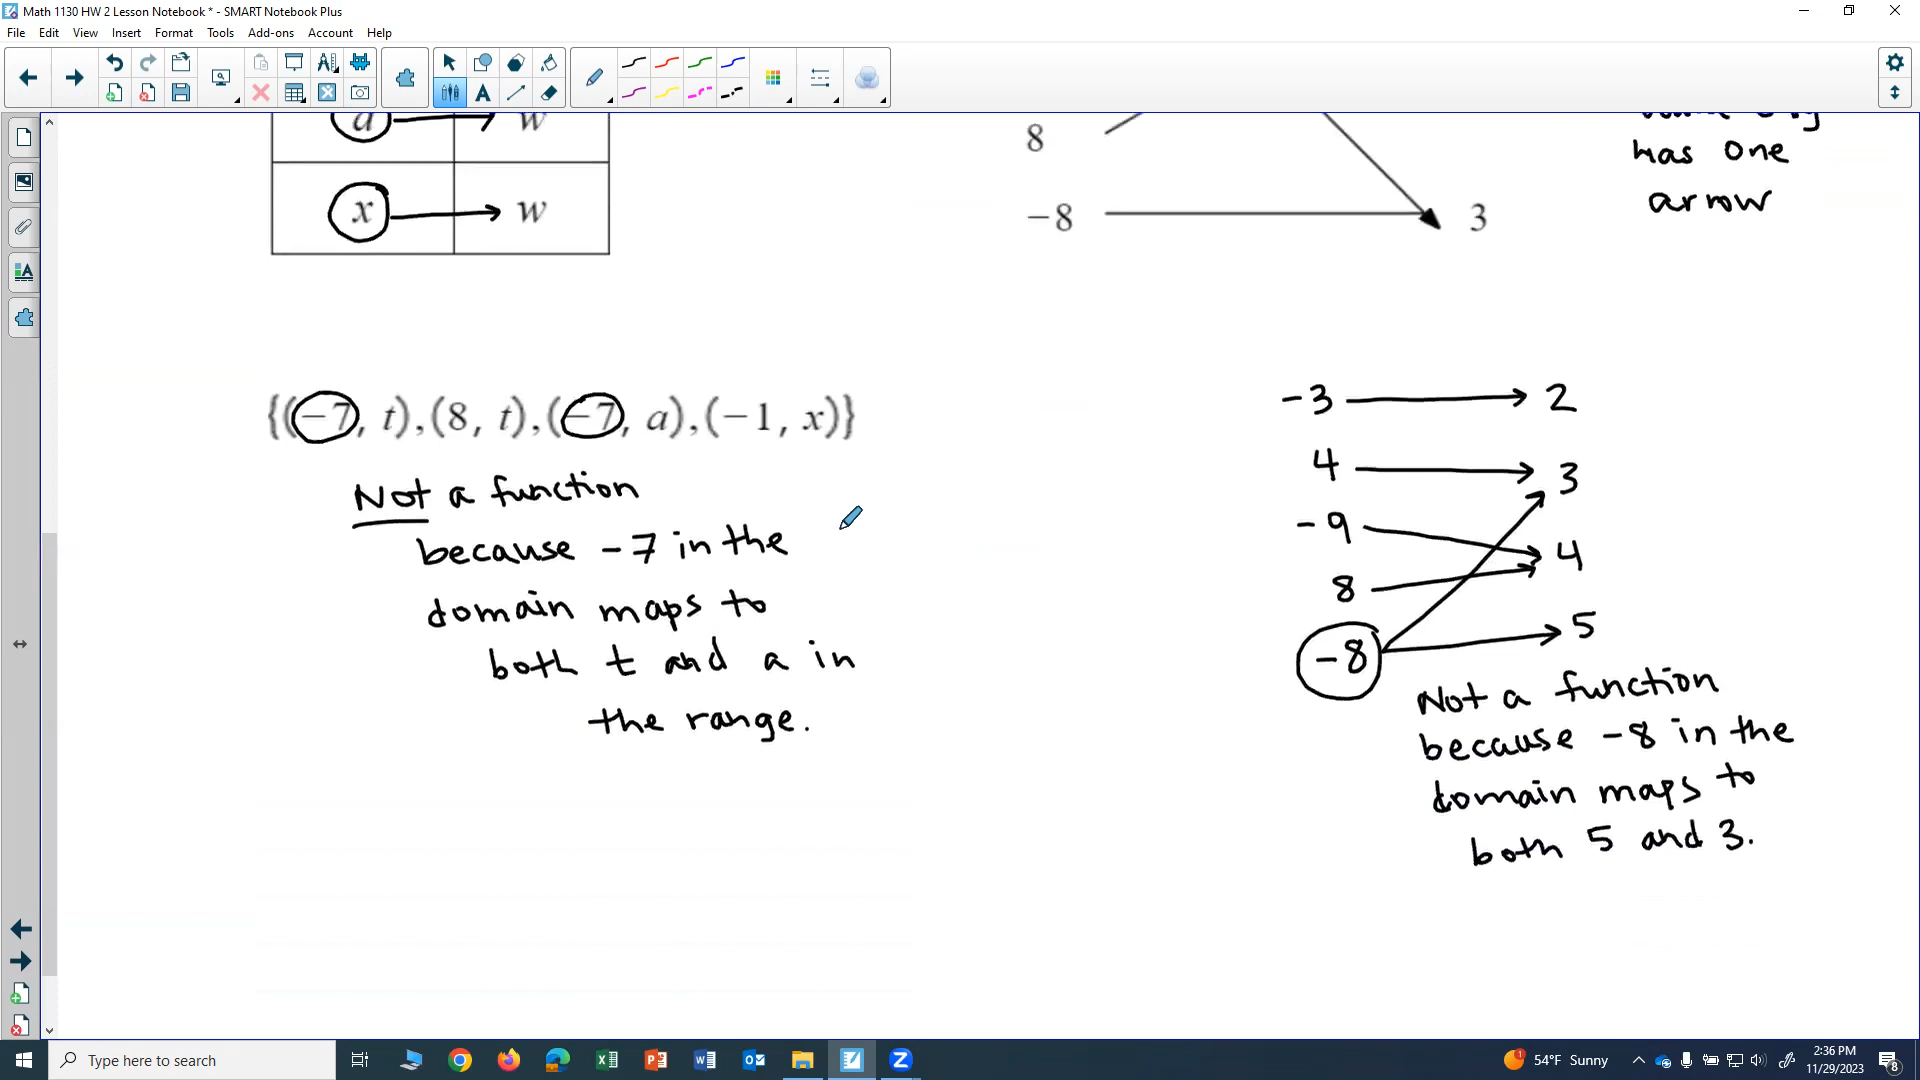 Math 1130 HW 2 Lesson Notebook * - SMART Notebook Plus
File Edit View Insert Format Tools Add-ons Account Help
a w
x w
8
-8 3
has one
arrow
{(−7, t),(8, t),(−7, a),(−1, x)}
Not a function
because -7 in the
domain maps to
both t and a in
the range.
-3 2
4 3
-9 4
8
-8 5
Not a function
because -8 in the
domain maps to
both 5 and 3.
Type here to search
54°F Sunny
2:36 PM
11/29/2023
8